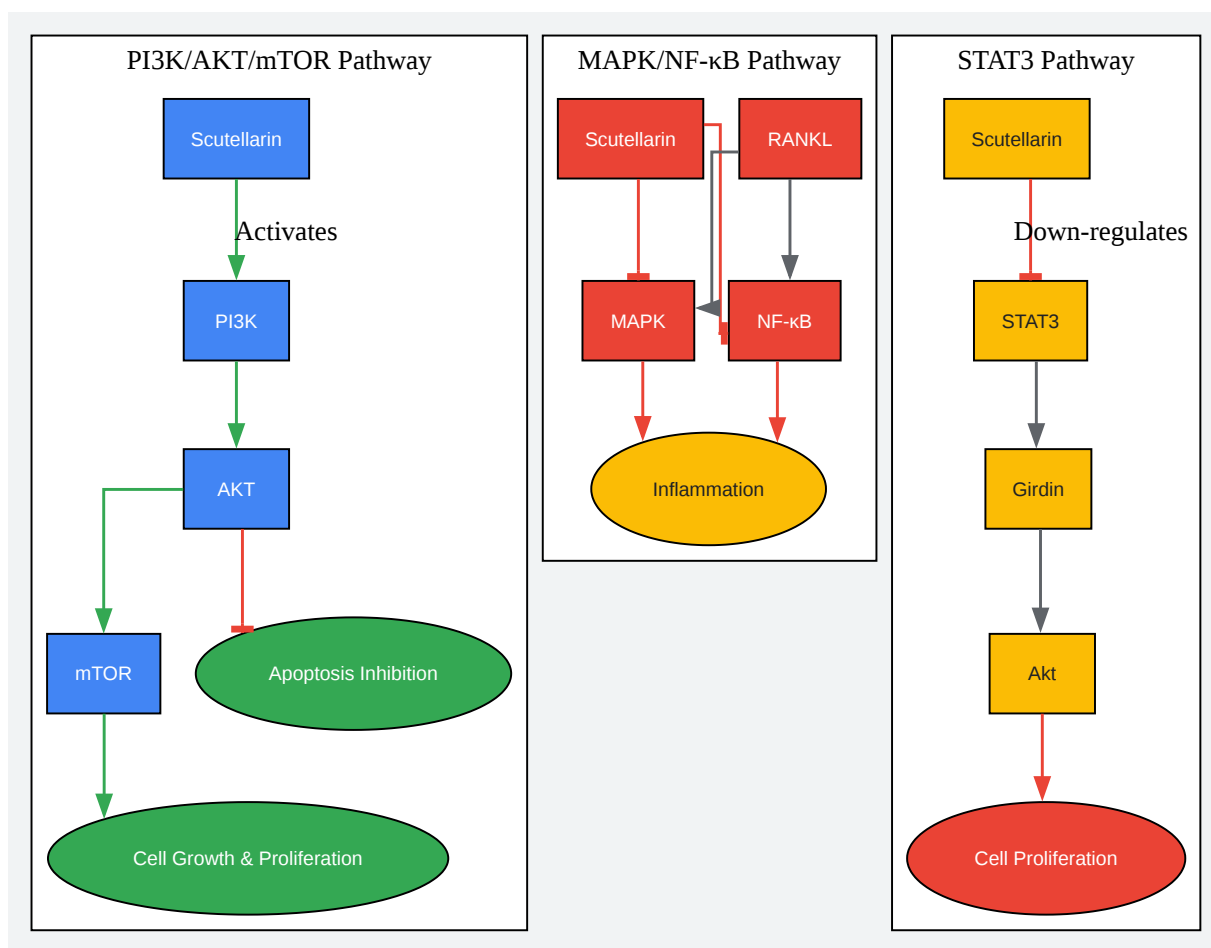 PI3K/AKT/mTOR Pathway
Scutellarin
Activates
PI3K
AKT
mTOR
Apoptosis Inhibition
Cell Growth & Proliferation
MAPK/NF-κB Pathway
Scutellarin
RANKL
MAPK
NF-κB
Inflammation
STAT3 Pathway
Scutellarin
Down-regulates
STAT3
Girdin
Akt
Cell Proliferation